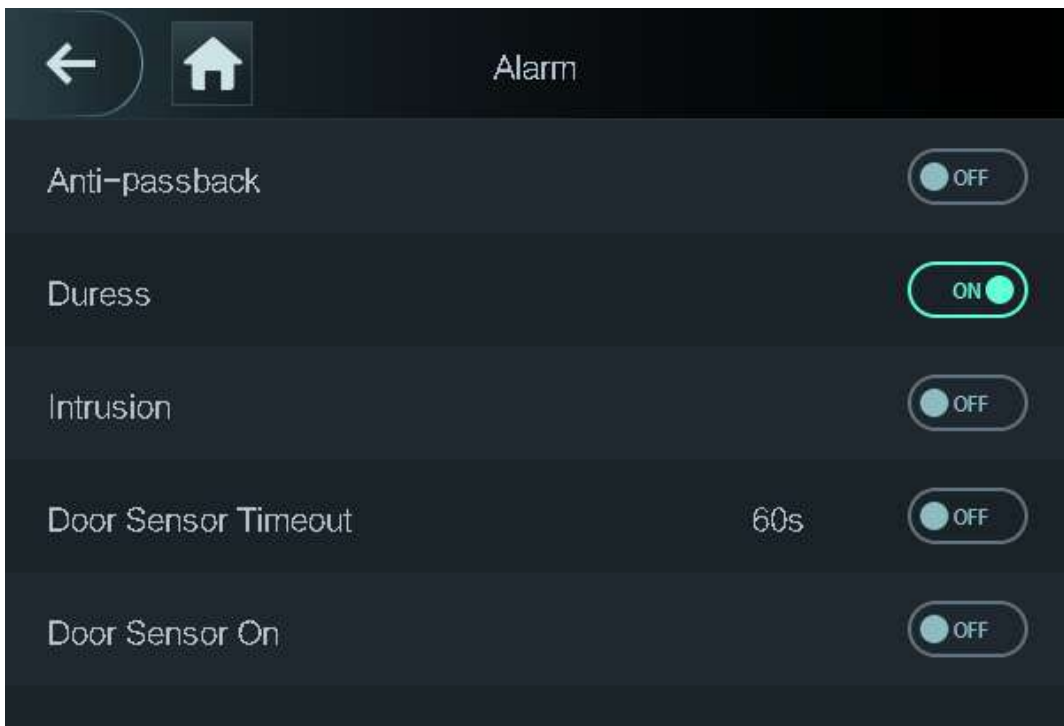 Alarm
Anti-passback OFF
Duress ON
Intrusion OFF
Door Sensor Timeout 60s OFF
Door Sensor On OFF